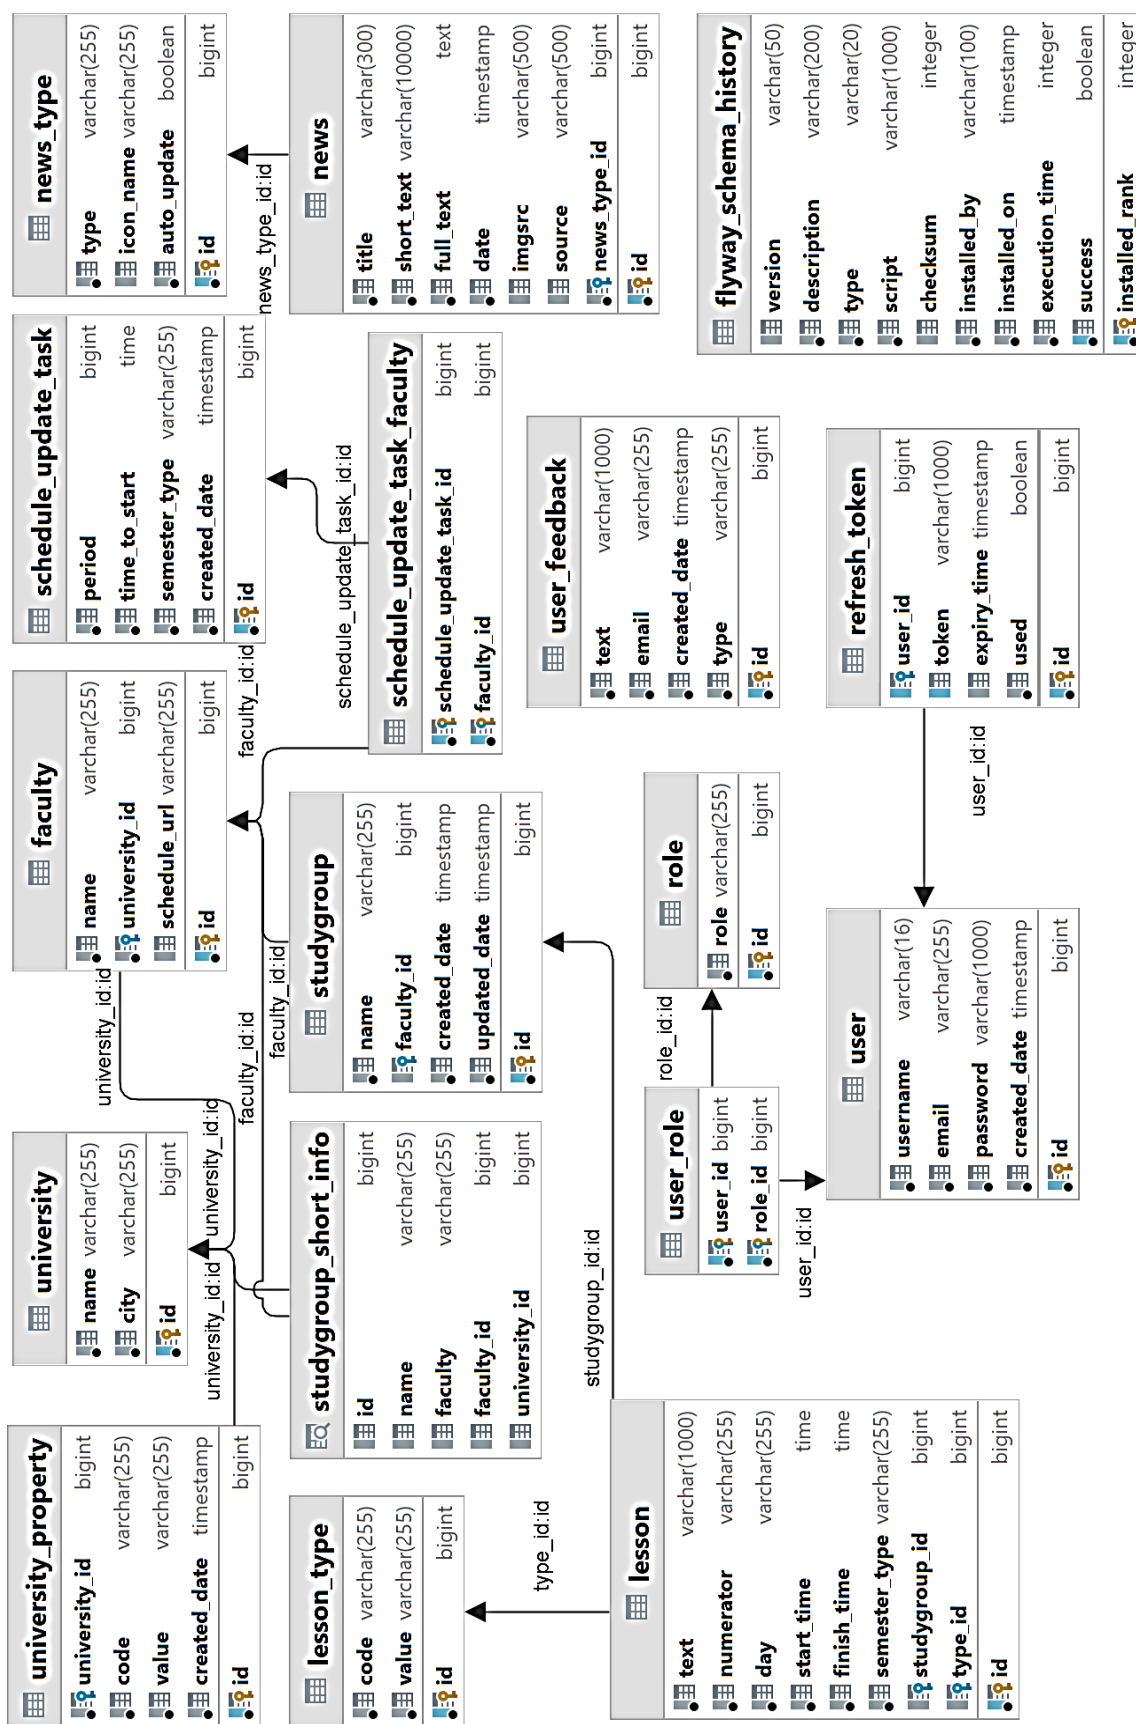 university_property
university_id bigint
code varchar(255)
value varchar(255)
created_date timestamp
id bigint
university
name varchar(255)
city varchar(255)
id bigint
faculty
name varchar(255)
university_id bigint
schedule_url varchar(255)
id bigint
schedule_update_task
period bigint
time_to_start time
semester_type varchar(255)
created_date timestamp
id bigint
news_type
type varchar(255)
icon_name varchar(255)
auto_update boolean
id bigint
university_id:id
university_id:id
university_id:id
faculty_id:id
faculty_id:id
faculty_id:id
schedule_update_task_id:id
news_type_id:id
lesson_type
code varchar(255)
value varchar(255)
id bigint
studygroup_short_info
id bigint
name varchar(255)
faculty varchar(255)
faculty_id bigint
university_id bigint
studygroup
name varchar(255)
faculty_id bigint
created_date timestamp
updated_date timestamp
id bigint
schedule_update_task_faculty
schedule_update_task_id bigint
faculty_id bigint
news
title varchar(300)
short_text varchar(10000)
full_text text
date timestamp
imgsrc varchar(500)
source varchar(500)
news_type_id bigint
id bigint
type_id:id
studygroup_id:id
user_feedback
text varchar(1000)
email varchar(255)
created_date timestamp
type varchar(255)
id bigint
lesson
text varchar(1000)
numerator varchar(255)
day varchar(255)
start_time time
finish_time time
semester_type varchar(255)
studygroup_id bigint
type_id bigint
id bigint
user_role
user_id bigint
role_id bigint
role_id:id
role
role varchar(255)
id bigint
user_id:id
user
username varchar(16)
email varchar(255)
password varchar(1000)
created_date timestamp
id bigint
user_id:id
refresh_token
user_id bigint
token varchar(1000)
expiry_time timestamp
used boolean
id bigint
flyway_schema_history
version varchar(50)
description varchar(200)
type varchar(20)
script varchar(1000)
checksum integer
installed_by varchar(100)
installed_on timestamp
execution_time integer
success boolean
installed_rank integer